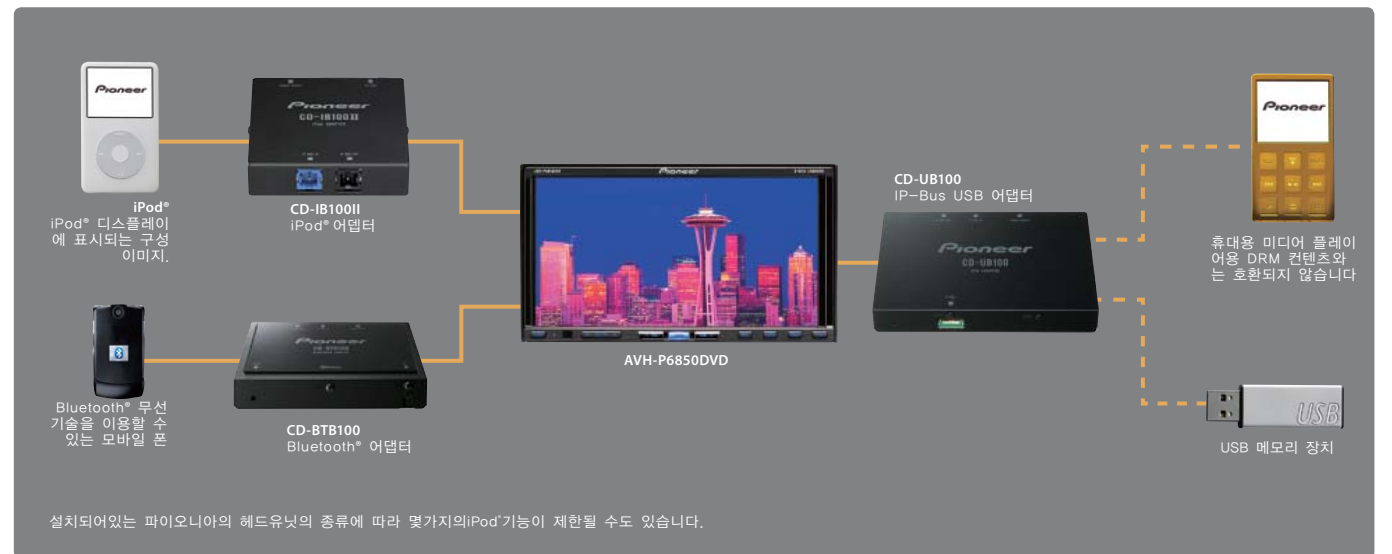 Pioneer
Pioneer
CD-IB100II
iPod®
iPod® 디스플레이
에 표시되는 구성
이미지.
CD-IB100II
iPod® 어뎁터
Pioneer
AVH-P6850DVD
CD-UB100
IP-Bus USB 어댑터
Pioneer
CD-UB100
Pioneer
휴대용 미디어 플레이
어용 DRM 컨텐츠와
는 호환되지 않습니다
Bluetooth® 무선
기술을 이용할 수
있는 모바일 폰
Pioneer
CD-BTB100
CD-BTB100
Bluetooth® 어댑터
USB
USB 메모리 장치
설치되어있는 파이오니아의 헤드유닛의 종류에 따라 몇가지의iPod®기능이 제한될 수도 있습니다.